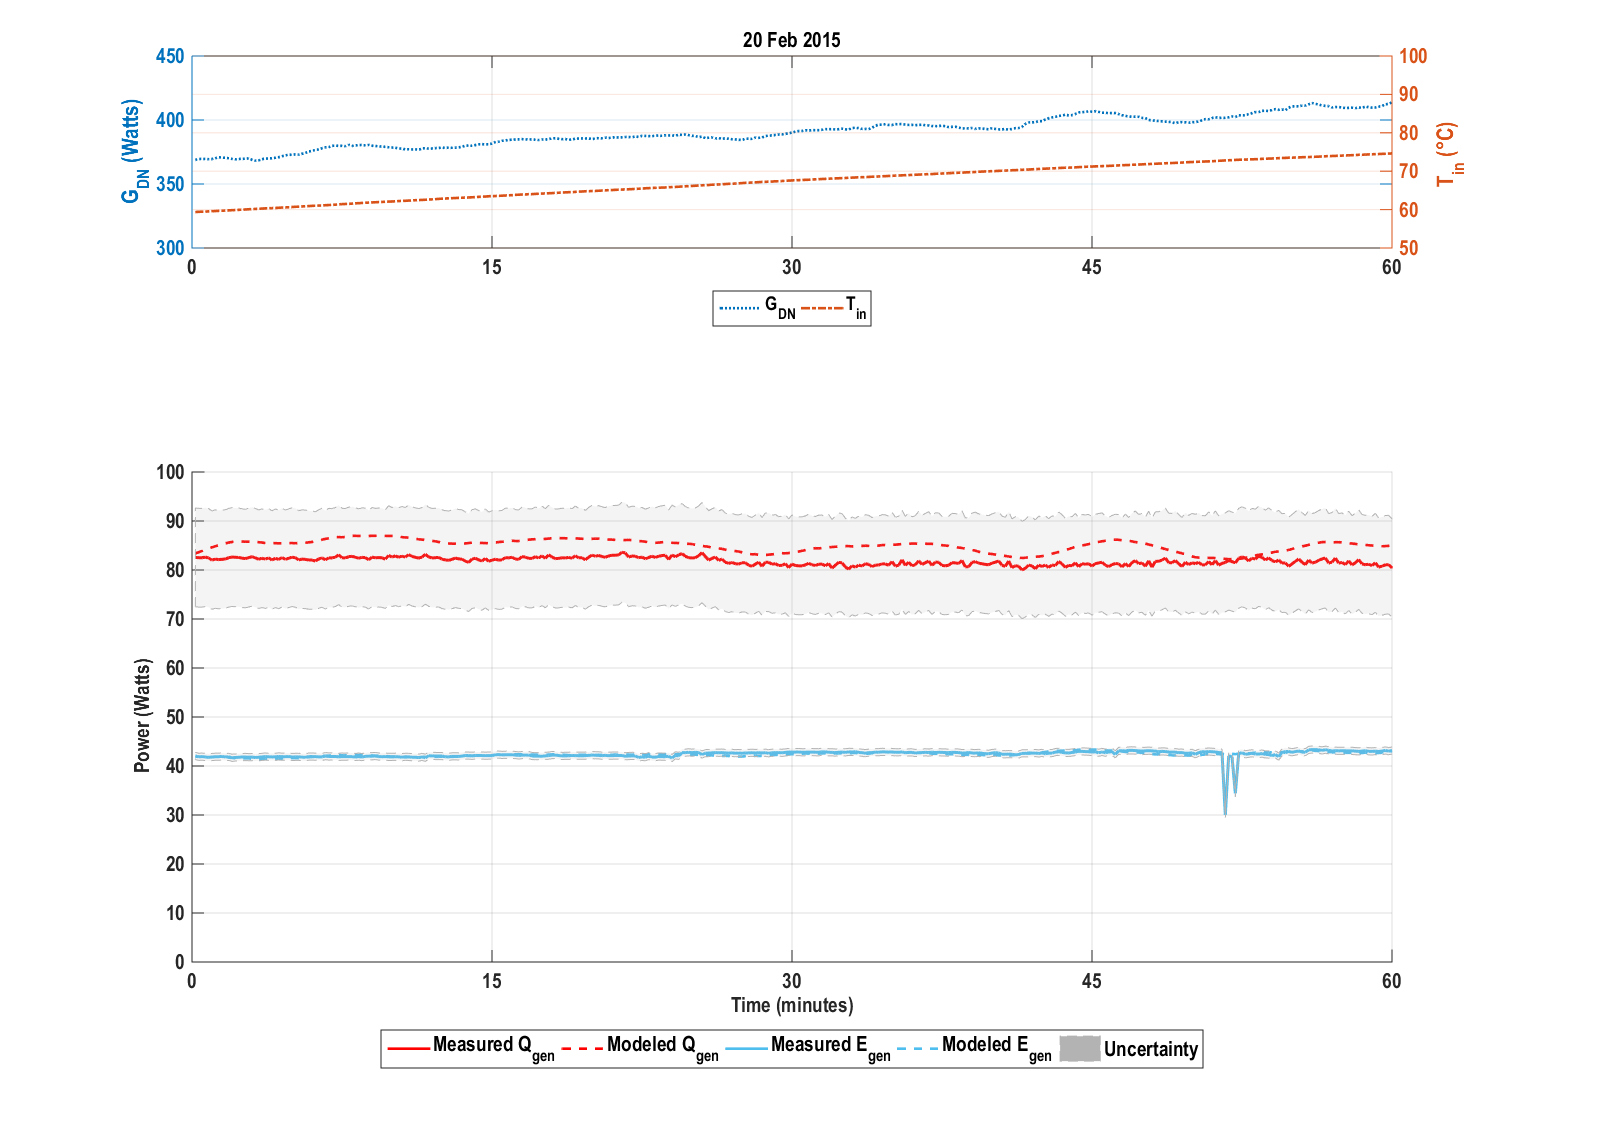 20 Feb 2015
450
400
350
300
G_DN (Watts)
100
90
80
70
60
50
T_in (°C)
0 15 30 45 60
G_DN T_in
100
90
80
70
60
50
40
30
20
10
0
Power (Watts)
0 15 30 45 60
Time (minutes)
Measured Q_gen Modeled Q_gen Measured E_gen Modeled E_gen Uncertainty